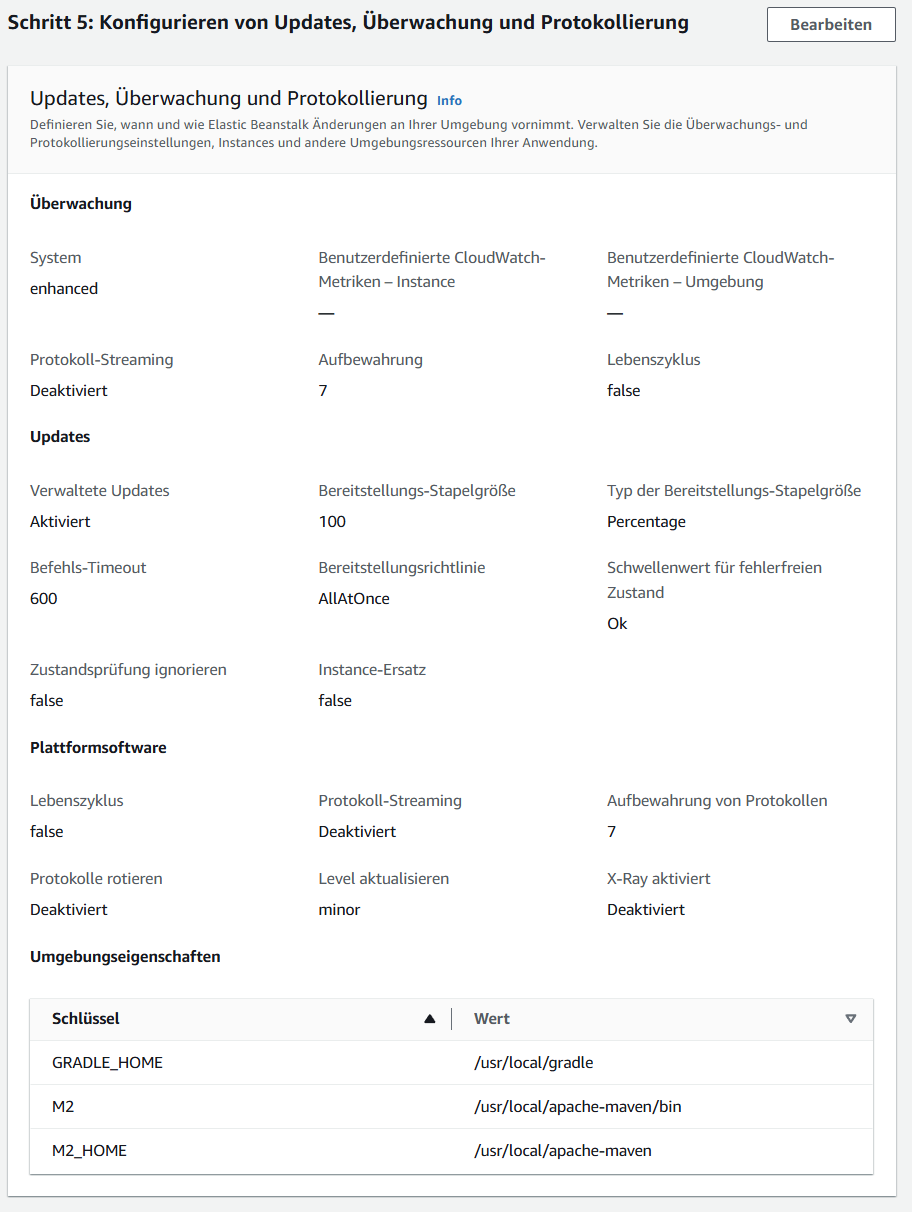 Schritt 5: Konfigurieren von Updates, Überwachung und Protokollierung
Bearbeiten
Updates, Überwachung und Protokollierung Info
Definieren Sie, wann und wie Elastic Beanstalk Änderungen an Ihrer Umgebung vornimmt. Verwalten Sie die Überwachungs- und
Protokollierungseinstellungen, Instances und andere Umgebungsressourcen Ihrer Anwendung.
Überwachung
System
enhanced
Benutzerdefinierte CloudWatch-
Metriken – Instance
—
Benutzerdefinierte CloudWatch-
Metriken – Umgebung
—
Protokoll-Streaming
Deaktiviert
Aufbewahrung
7
Lebenszyklus
false
Updates
Verwaltete Updates
Aktiviert
Bereitstellungs-Stapelgröße
100
Typ der Bereitstellungs-Stapelgröße
Percentage
Befehls-Timeout
600
Bereitstellungsrichtlinie
AllAtOnce
Schwellenwert für fehlerfreien
Zustand
Ok
Zustandsprüfung ignorieren
false
Instance-Ersatz
false
Plattformsoftware
Lebenszyklus
false
Protokoll-Streaming
Deaktiviert
Aufbewahrung von Protokollen
7
Protokolle rotieren
Deaktiviert
Level aktualisieren
minor
X-Ray aktiviert
Deaktiviert
Umgebungseigenschaften
Schlüssel
Wert
GRADLE_HOME
/usr/local/gradle
M2
/usr/local/apache-maven/bin
M2_HOME
/usr/local/apache-maven